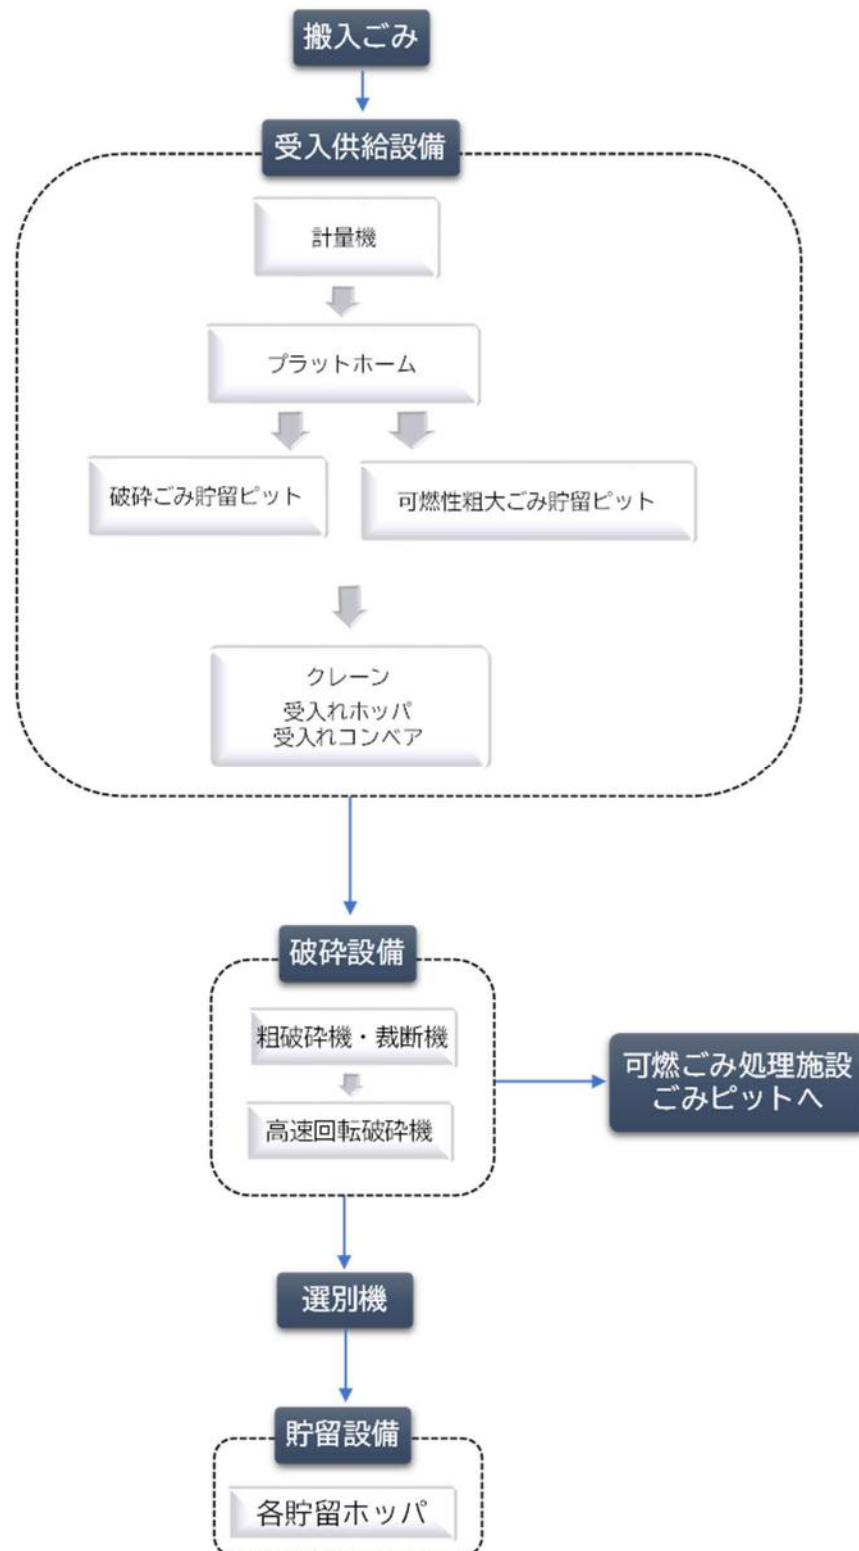 搬入ごみ
受入供給設備
計量機
プラットホーム
破砕ごみ貯留ピット
可燃性粗大ごみ貯留ピット
クレーン
受入れホッパ
受入れコンベア
破砕設備
粗破砕機・裁断機
高速回転破砕機
可燃ごみ処理施設
ごみピットへ
選別機
貯留設備
各貯留ホッパ